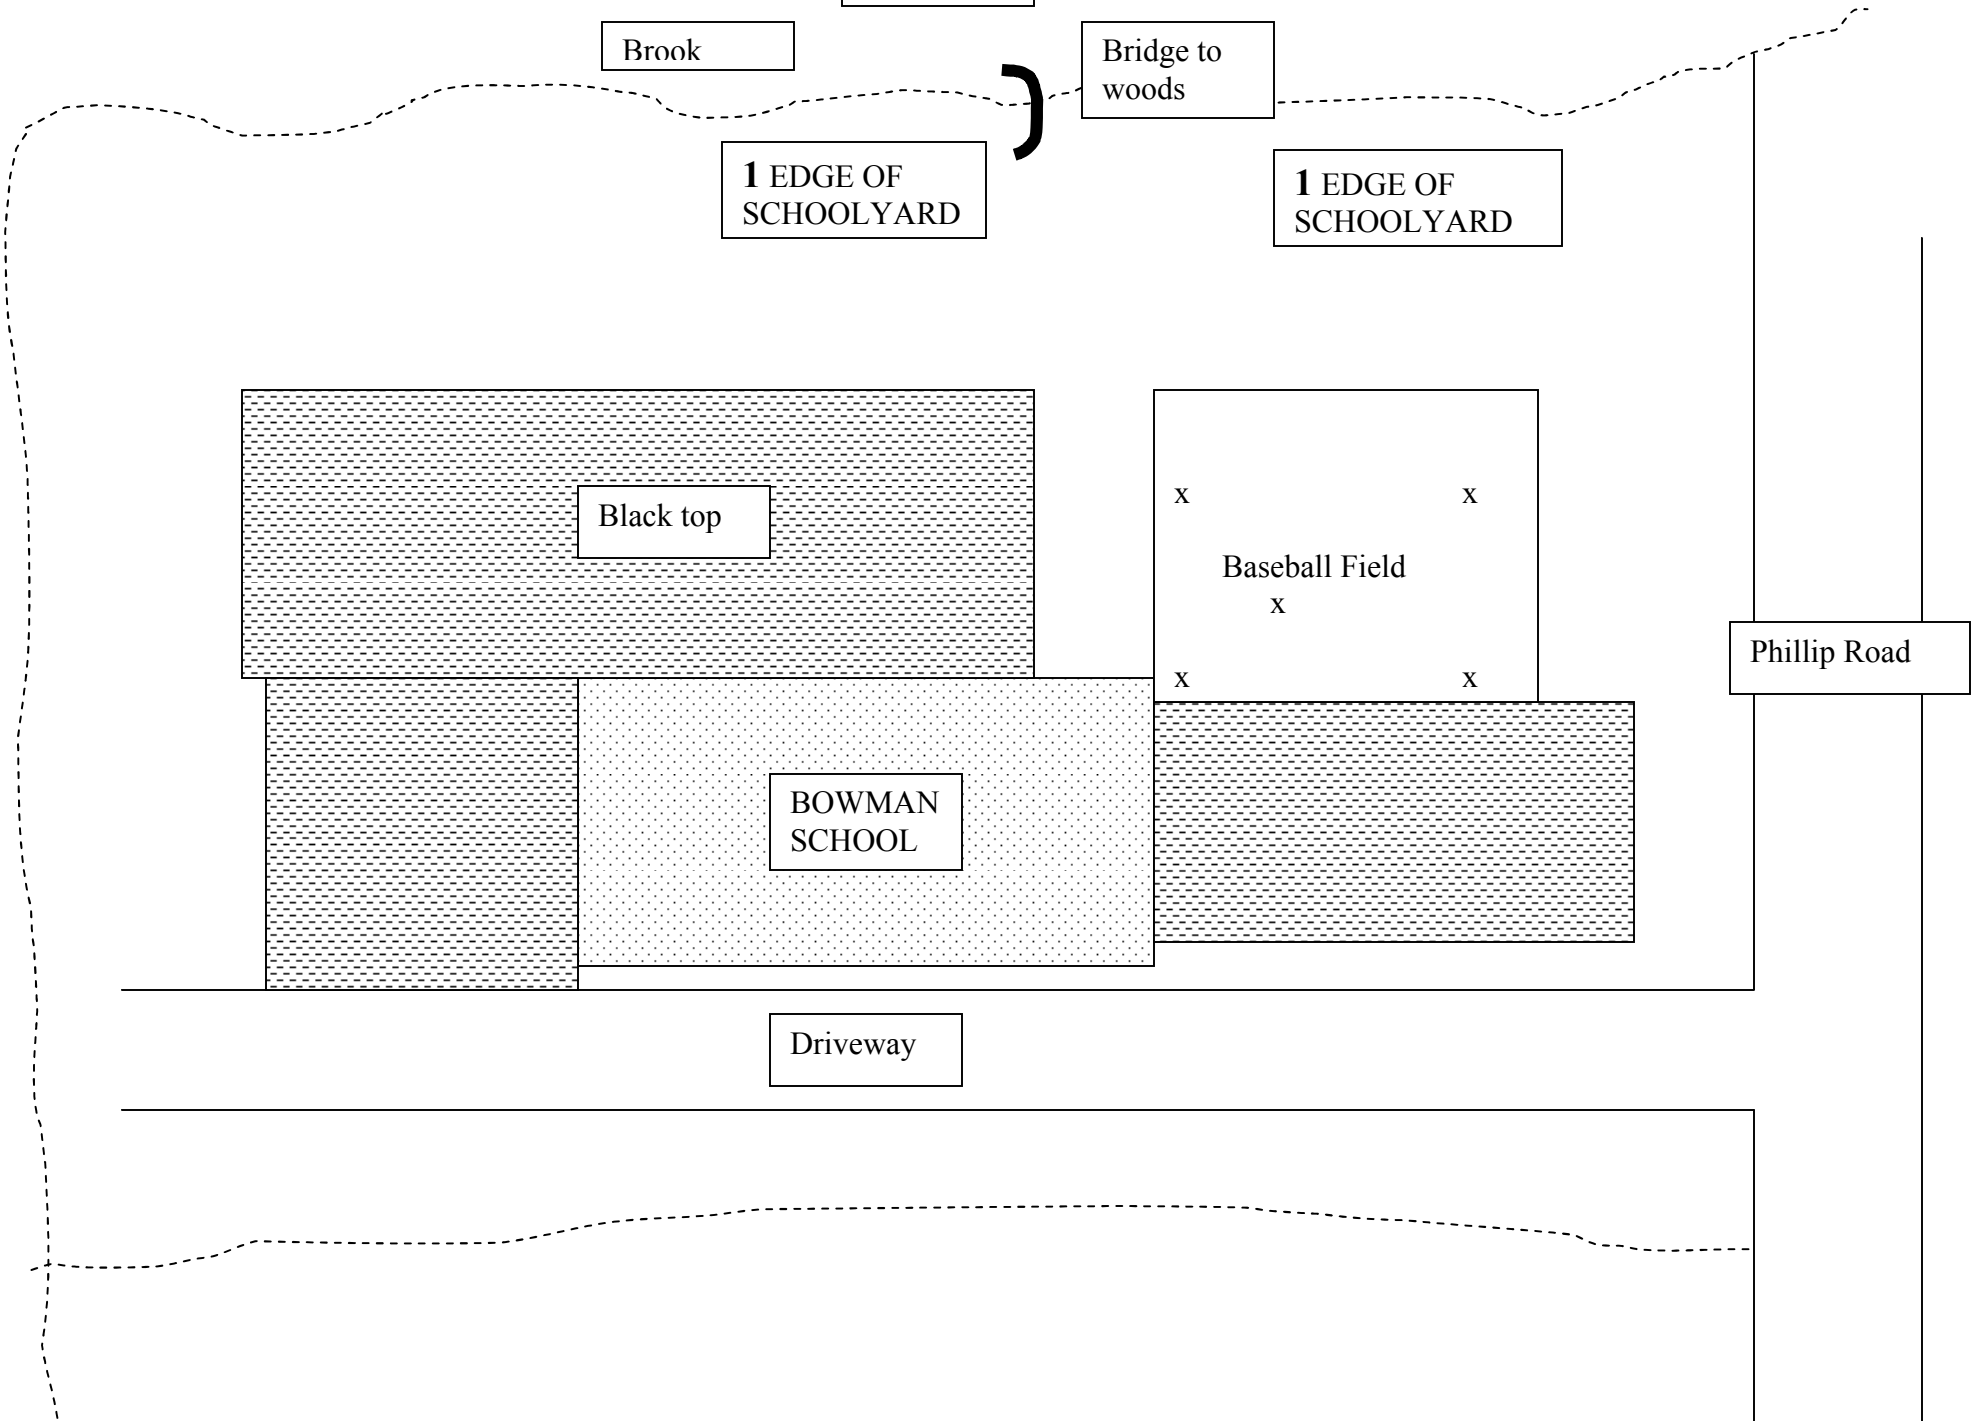 Brook
Bridge to
woods
1 EDGE OF
SCHOOLYARD
1 EDGE OF
SCHOOLYARD
Black top
x x
Baseball Field
x
x x
Phillip Road
BOWMAN
SCHOOL
Driveway